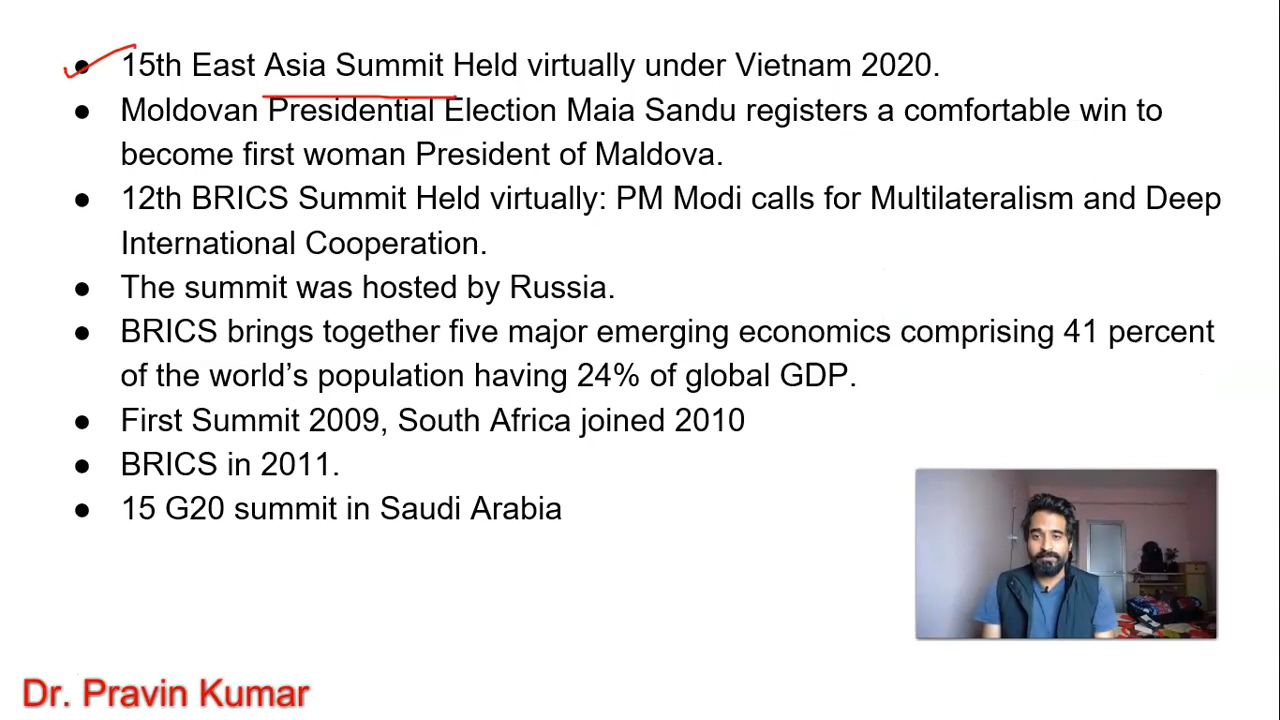 ● 15th East Asia Summit Held virtually under Vietnam 2020.
● Moldovan Presidential Election Maia Sandu registers a comfortable win to
become first woman President of Maldova.
● 12th BRICS Summit Held virtually: PM Modi calls for Multilateralism and Deep
International Cooperation.
● The summit was hosted by Russia.
● BRICS brings together five major emerging economics comprising 41 percent
of the world’s population having 24% of global GDP.
● First Summit 2009, South Africa joined 2010
● BRICS in 2011.
● 15 G20 summit in Saudi Arabia
Dr. Pravin Kumar